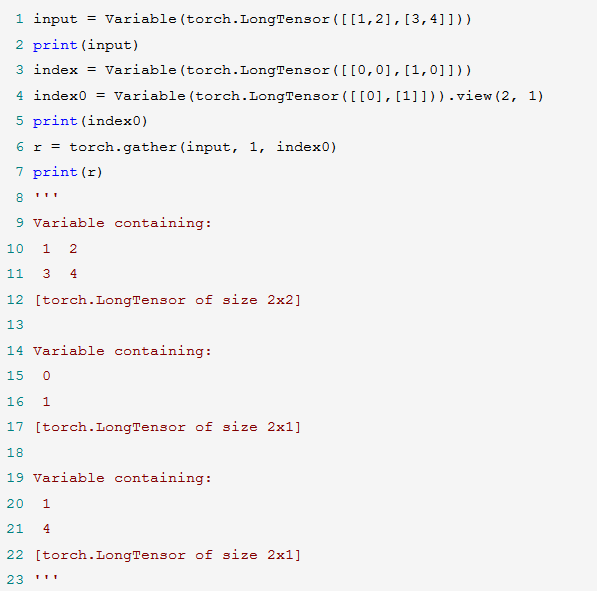 1 input = Variable(torch.LongTensor([[1,2],[3,4]]))
2 print(input)
3 index = Variable(torch.LongTensor([[0,0],[1,0]]))
4 index0 = Variable(torch.LongTensor([[0],[1]])).view(2, 1)
5 print(index0)
6 r = torch.gather(input, 1, index0)
7 print(r)
8 '''
9 Variable containing:
10  1  2
11  3  4
12 [torch.LongTensor of size 2x2]
13
14 Variable containing:
15  0
16  1
17 [torch.LongTensor of size 2x1]
18
19 Variable containing:
20  1
21  4
22 [torch.LongTensor of size 2x1]
23 '''